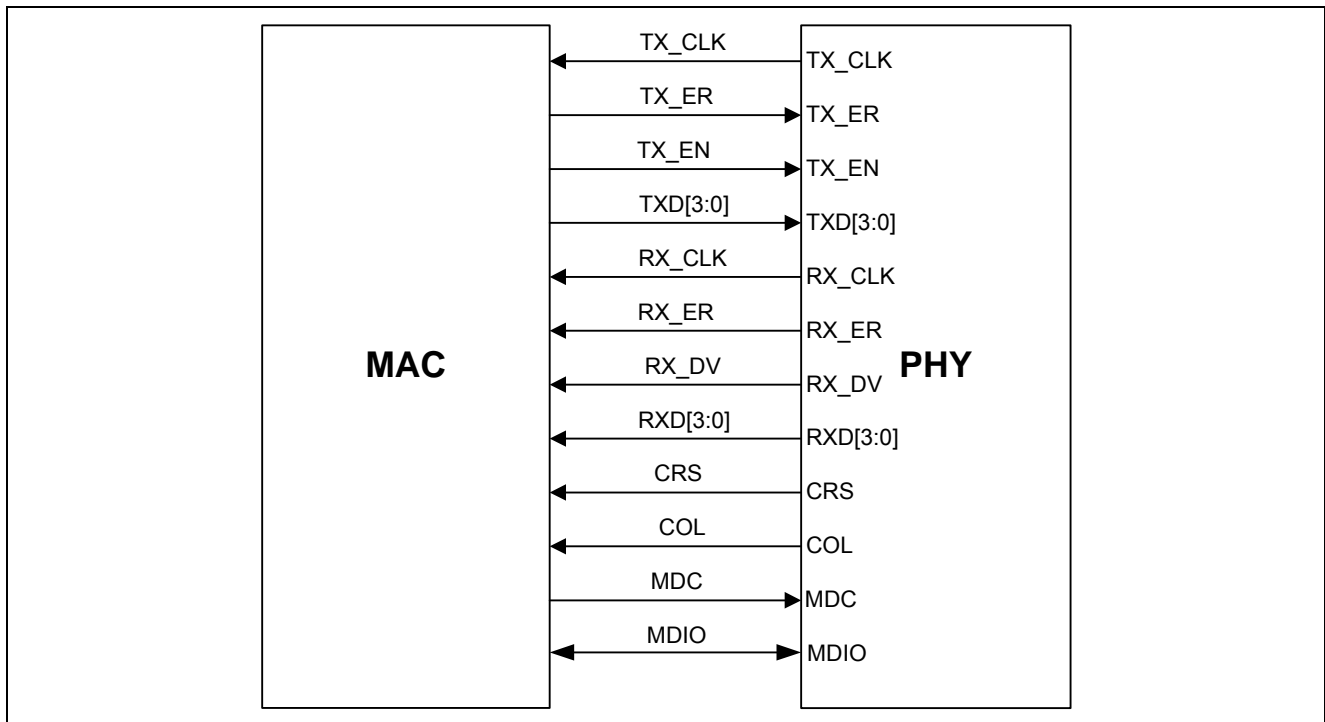 TX_CLK TX_CLK
TX_ER TX_ER
TX_EN TX_EN
TXD[3:0] TXD[3:0]
RX_CLK RX_CLK
RX_ER RX_ER
MAC RX_DV RX_DV PHY
RXD[3:0] RXD[3:0]
CRS CRS
COL COL
MDC MDC
MDIO MDIO